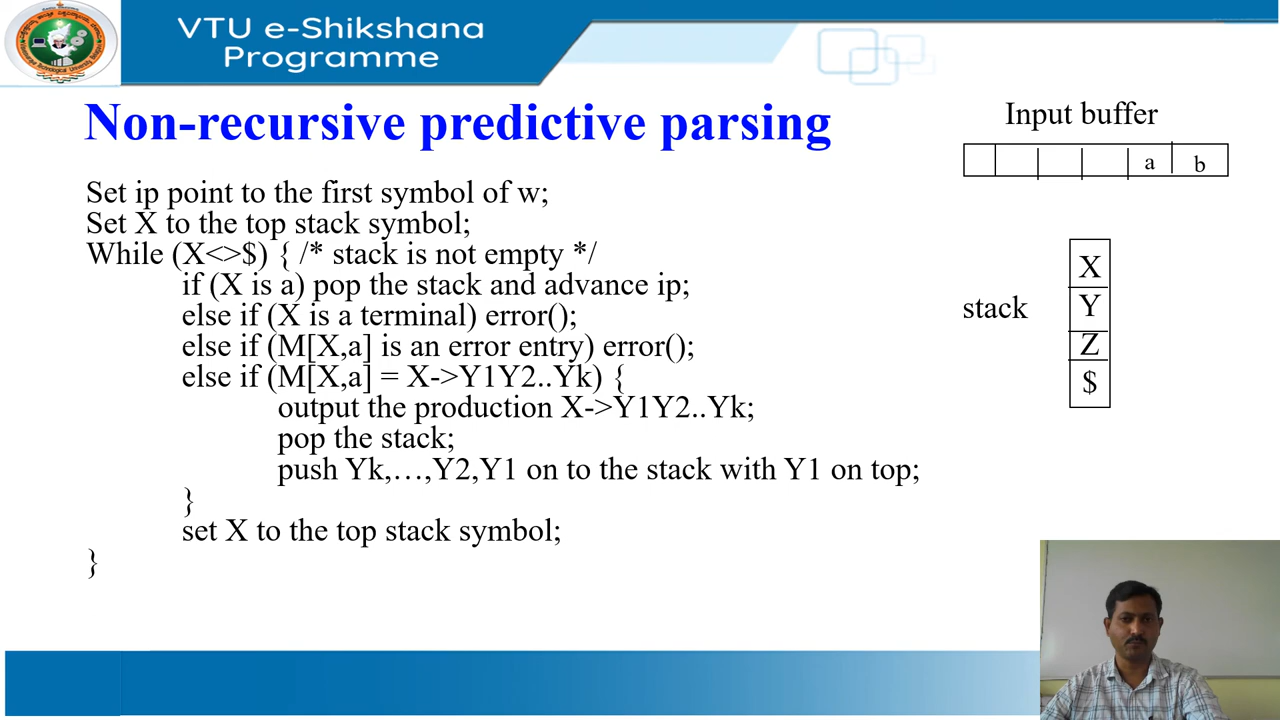 VTU e-Shikshana
Programme
Non-recursive predictive parsing
Set ip point to the first symbol of w;
Set X to the top stack symbol;
While (X<>$) { /* stack is not empty */
if (X is a) pop the stack and advance ip;
else if (X is a terminal) error();
else if (M[X,a] is an error entry) error();
else if (M[X,a] = X->Y1Y2..Yk) {
output the production X->Y1Y2..Yk;
pop the stack;
push Yk,…,Y2,Y1 on to the stack with Y1 on top;
}
set X to the top stack symbol;
}
Input buffer
a b
stack
X
Y
Z
$